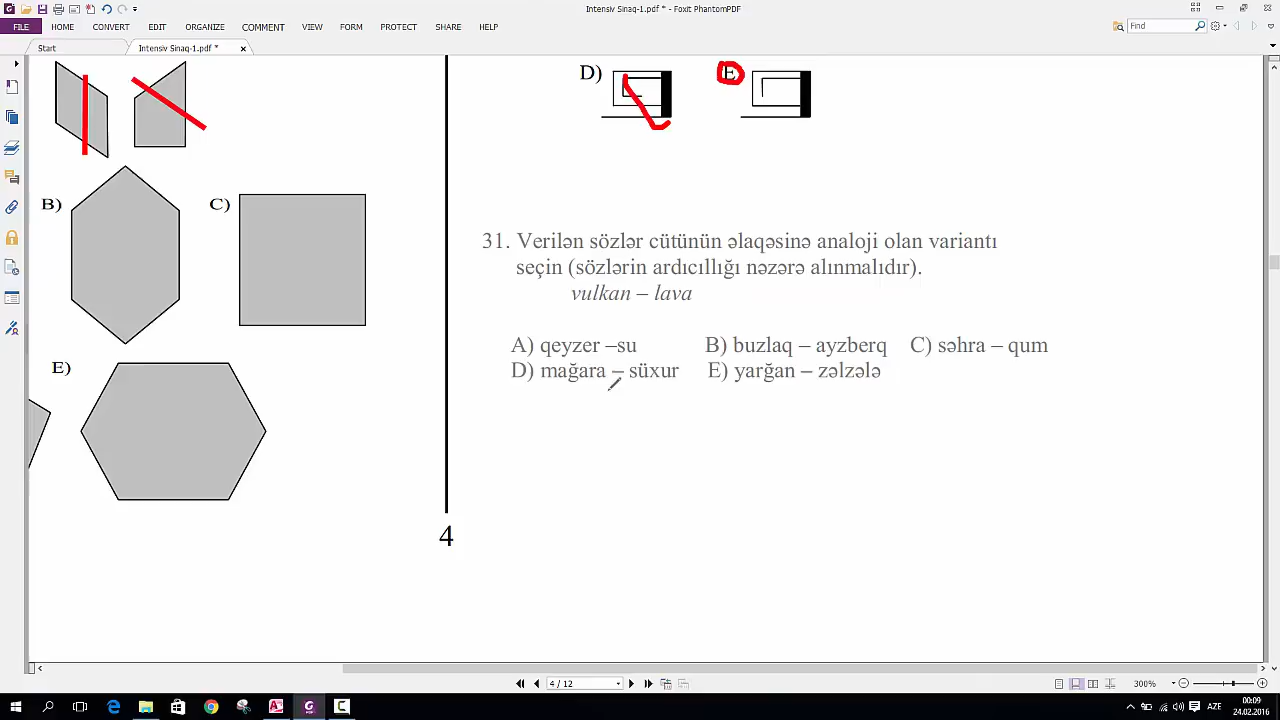 Intensiv Sinaq-1.pdf * - Foxit PhantomPDF
FILE HOME CONVERT EDIT ORGANIZE COMMENT VIEW FORM PROTECT SHARE HELP
Find
Start
Intensiv Sinaq-1.pdf *
D)
E
B)
C)
E)
31. Verilən sözlər cütünün əlaqəsinə analoji olan variantı
seçin (sözlərin ardıcıllığı nəzərə alınmalıdır).
vulkan – lava
A) qeyzer –su B) buzlaq – ayzberq C) səhra – qum
D) mağara – süxur E) yarğan – zəlzələ
4
4 / 12
300%
AZE
00:09
24.02.2016